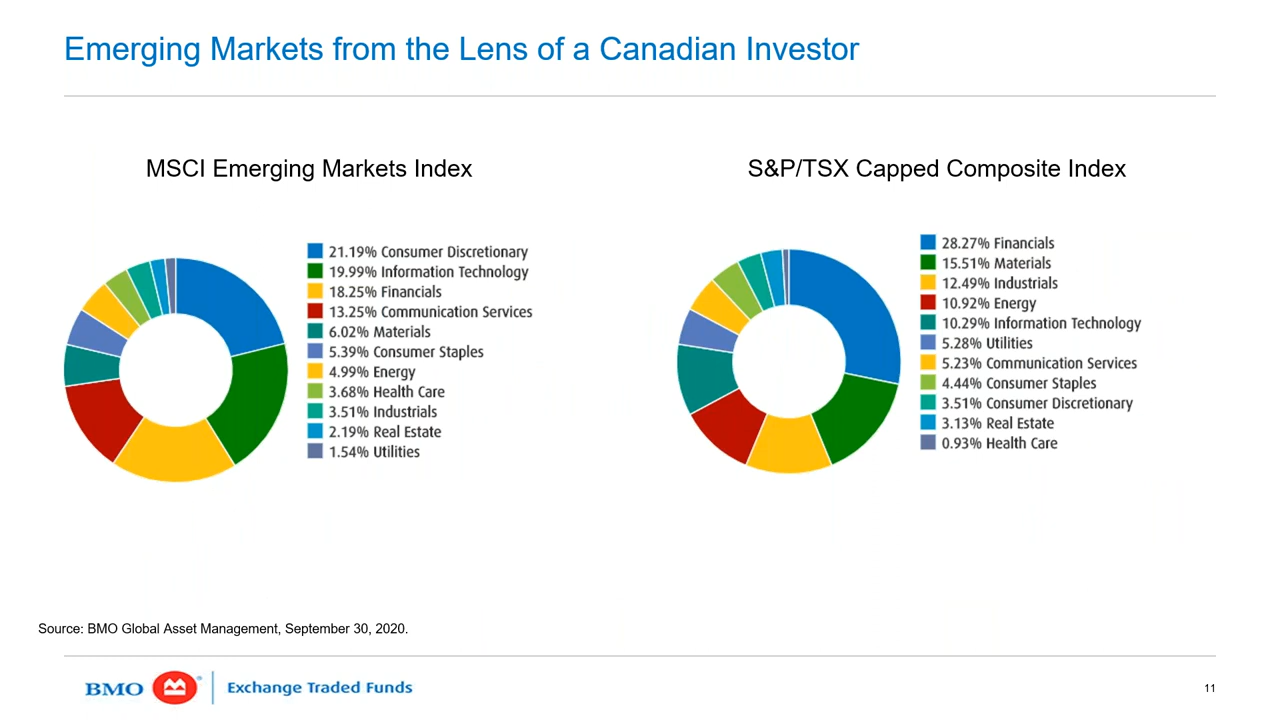 Emerging Markets from the Lens of a Canadian Investor
MSCI Emerging Markets Index
21.19% Consumer Discretionary
19.99% Information Technology
18.25% Financials
13.25% Communication Services
6.02% Materials
5.39% Consumer Staples
4.99% Energy
3.68% Health Care
3.51% Industrials
2.19% Real Estate
1.54% Utilities
S&P/TSX Capped Composite Index
28.27% Financials
15.51% Materials
12.49% Industrials
10.92% Energy
10.29% Information Technology
5.28% Utilities
5.23% Communication Services
4.44% Consumer Staples
3.51% Consumer Discretionary
3.13% Real Estate
0.93% Health Care
Source: BMO Global Asset Management, September 30, 2020.
BMO Exchange Traded Funds
11